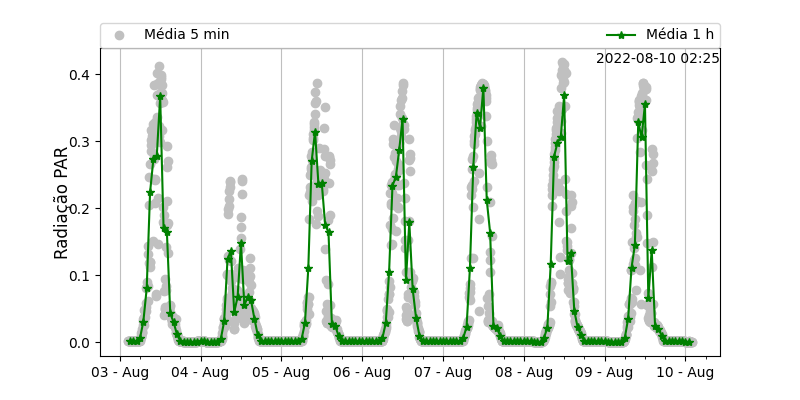 Média 5 min
Média 1 h
2022-08-10 02:25
Radiação PAR
0.4
0.3
0.2
0.1
0.0
03 - Aug
04 - Aug
05 - Aug
06 - Aug
07 - Aug
08 - Aug
09 - Aug
10 - Aug